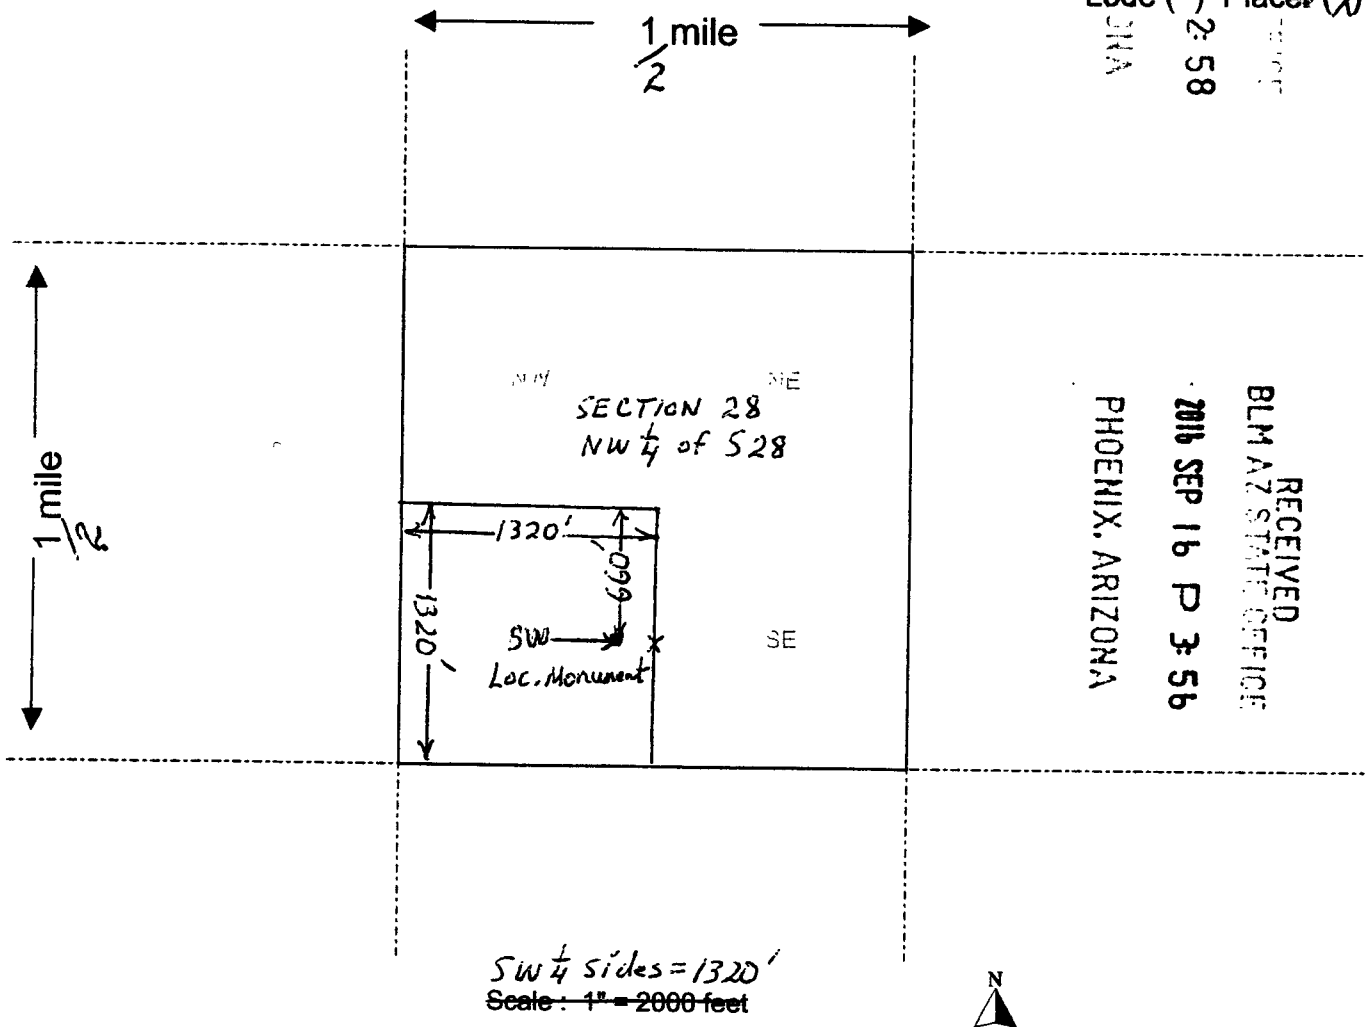 Lode ( ) Placer (X)
1 mile
/2
2:58
ONA
NW
NE
SECTION 28
NW 1/4 of S28
1 mile
/2
1320'
660'
1320'
SW
Loc. Monument
SE
RECEIVED
BLM AZ STATE OFFICE
2016 SEP 16 P 3:56
PHOENIX, ARIZONA
SW 1/4 sides = 1320'
Scale : 1" = 2000 feet
N